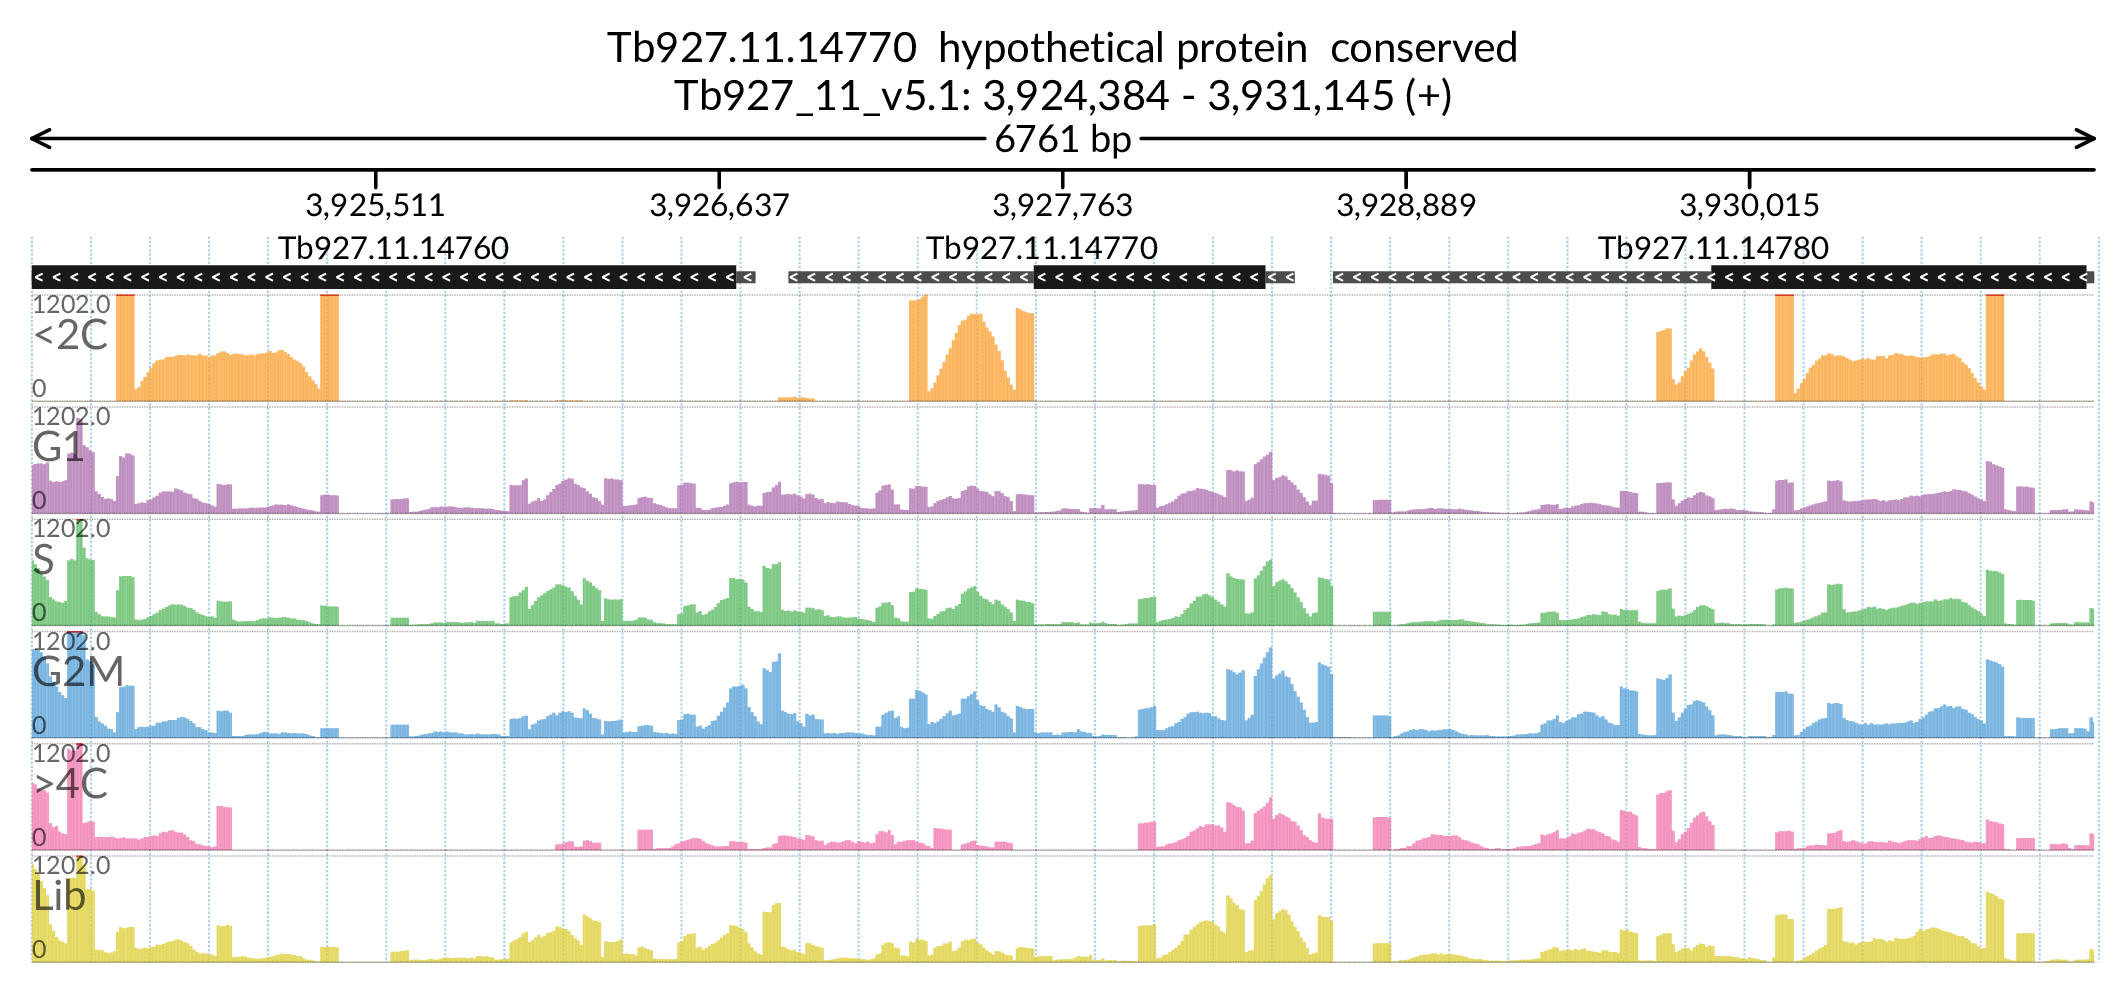 Tb927.11.14770 hypothetical protein conserved
Tb927_11_v5.1: 3,924,384 - 3,931,145 (+)
6761 bp
3,925,511 3,926,637 3,927,763 3,928,889 3,930,015
Tb927.11.14760 Tb927.11.14770 Tb927.11.14780
1202.0
<2C
0
1202.0
G1
0
1202.0
S
0
1202.0
G2M
0
1202.0
>4C
0
1202.0
Lib
0